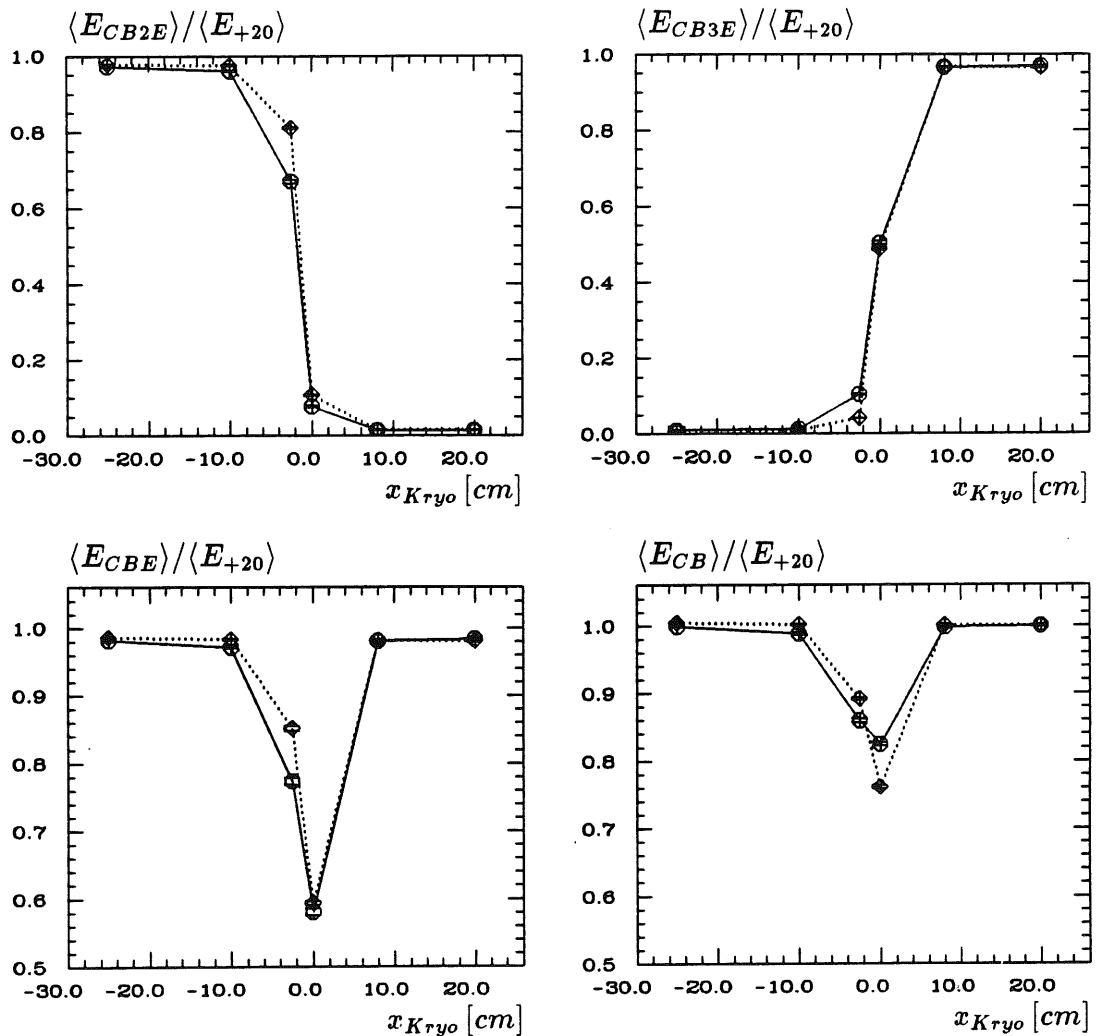 ⟨E_{CB2E}⟩/⟨E_{+20}⟩
1.0
0.8
0.6
0.4
0.2
0.0
-30.0 -20.0 -10.0 0.0 10.0 20.0
x_{Kryo} [cm]
⟨E_{CB3E}⟩/⟨E_{+20}⟩
1.0
0.8
0.6
0.4
0.2
0.0
-30.0 -20.0 -10.0 0.0 10.0 20.0
x_{Kryo} [cm]
⟨E_{CBE}⟩/⟨E_{+20}⟩
1.0
0.9
0.8
0.7
0.6
0.5
-30.0 -20.0 -10.0 0.0 10.0 20.0
x_{Kryo} [cm]
⟨E_{CB}⟩/⟨E_{+20}⟩
1.0
0.9
0.8
0.7
0.6
0.5
-30.0 -20.0 -10.0 0.0 10.0 20.0
x_{Kryo} [cm]